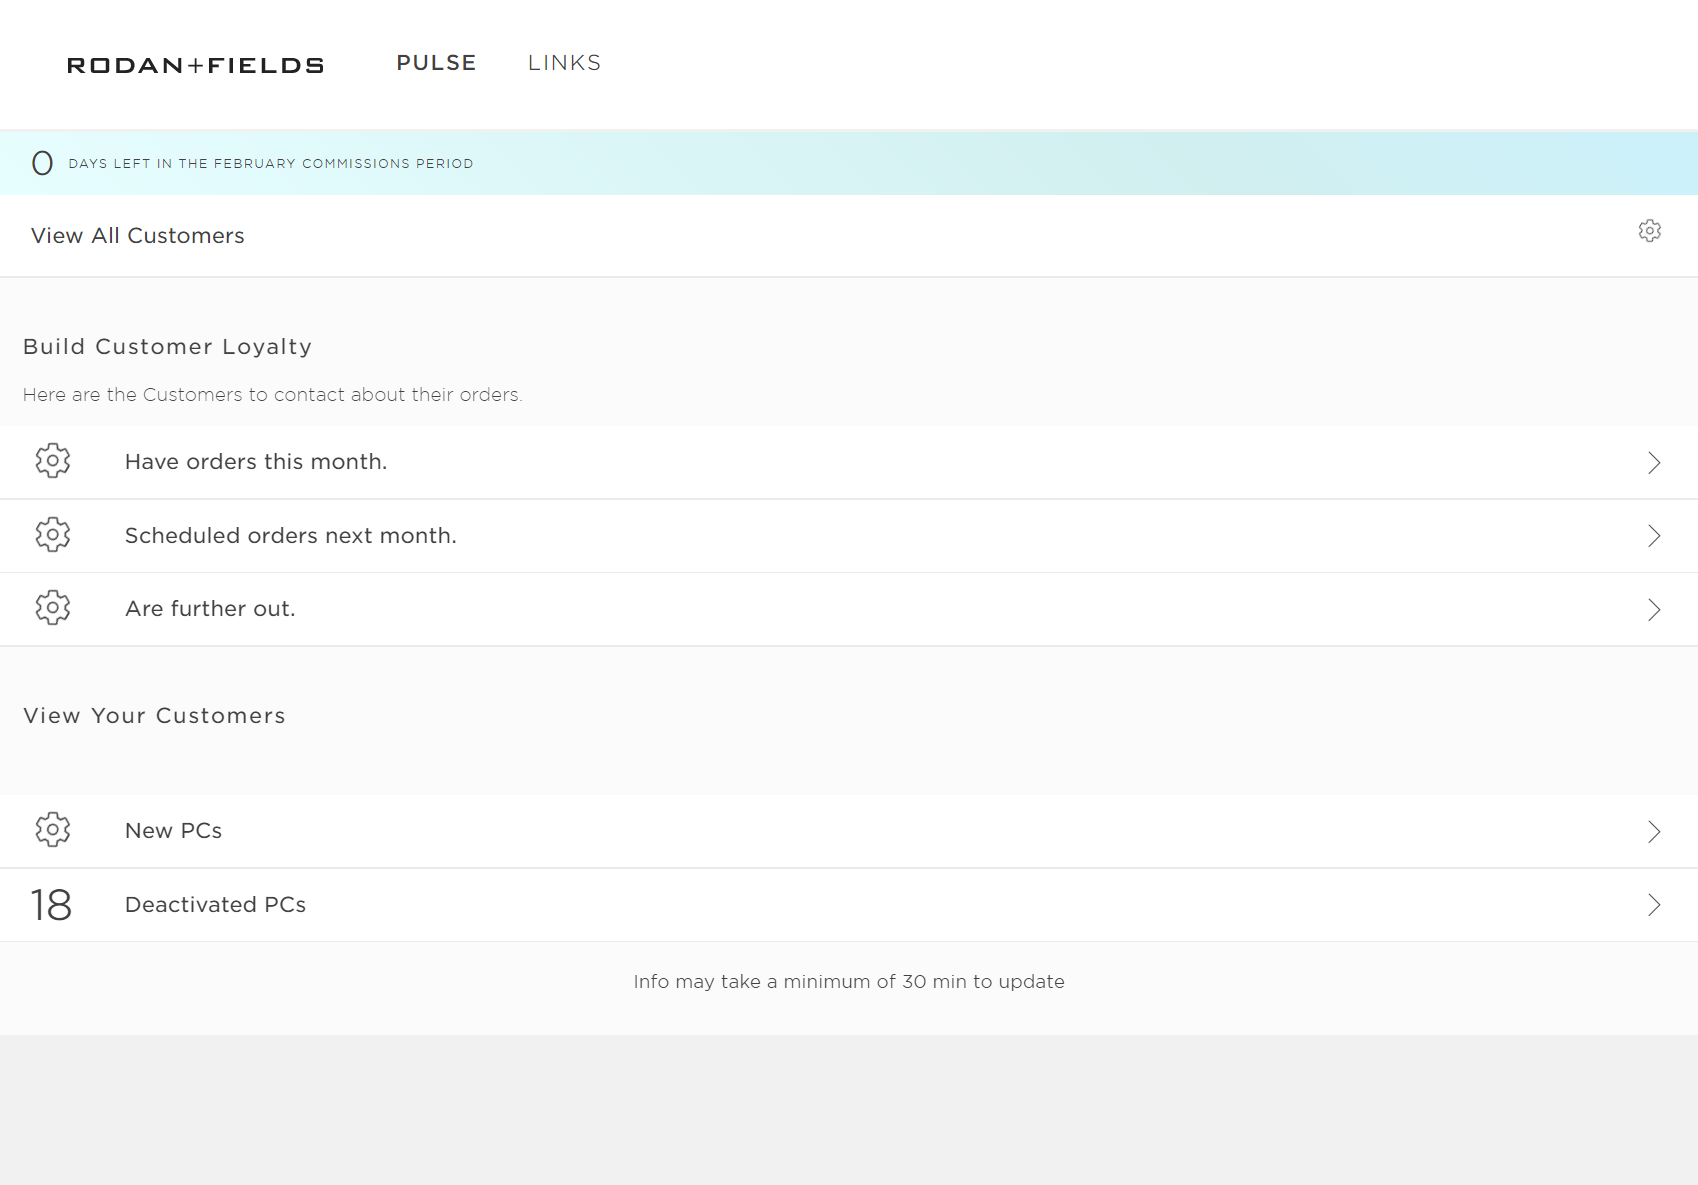 RODAN+FIELDS PULSE LINKS
0 DAYS LEFT IN THE FEBRUARY COMMISSIONS PERIOD
View All Customers
Build Customer Loyalty
Here are the Customers to contact about their orders.
Have orders this month.
Scheduled orders next month.
Are further out.
View Your Customers
New PCs
18 Deactivated PCs
Info may take a minimum of 30 min to update